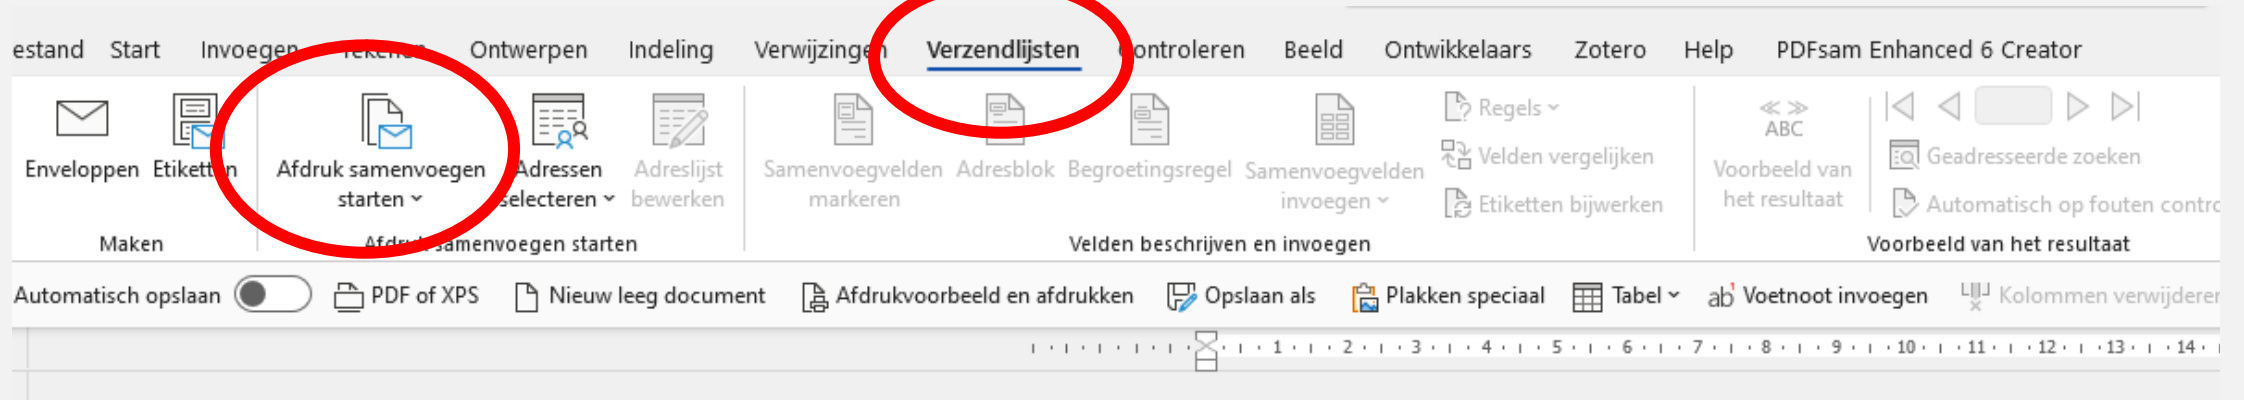 estand Start Invoegen Tekenen Ontwerpen Indeling Verwijzingen Verzendlijsten Controleren Beeld Ontwikkelaars Zotero Help PDFsam Enhanced 6 Creator
Enveloppen Etiketten Afdruk samenvoegen starten Adressen selecteren Adreslijst bewerken Samenvoegvelden markeren Adresblok Begroetingsregel Samenvoegvelden invoegen Regels
Velden vergelijken
Etiketten bijwerken
ABC
Voorbeeld van het resultaat
Geadresseerde zoeken
Automatisch op fouten contro
Maken Afdruk samenvoegen starten Velden beschrijven en invoegen Voorbeeld van het resultaat
Automatisch opslaan PDF of XPS Nieuw leeg document Afdrukvoorbeeld en afdrukken Opslaan als Plakken speciaal Tabel ab¹ Voetnoot invoegen Kolommen verwijderen
1 2 3 4 5 6 7 8 9 10 11 12 13 14